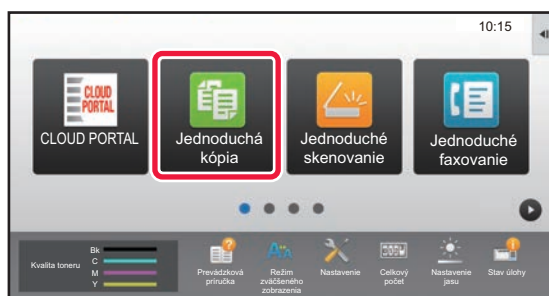 10:15
CLOUD
PORTAL
CLOUD PORTAL
Jednoduchá
kópia
Jednoduché
skenovanie
Jednoduché
faxovanie
Kvalita toneru
Bk
C
M
Y
Prevádzková
príručka
Režim
zväčšeného
zobrazenia
Nastavenie
Celkový
počet
Nastavenie
jasu
Stav úlohy